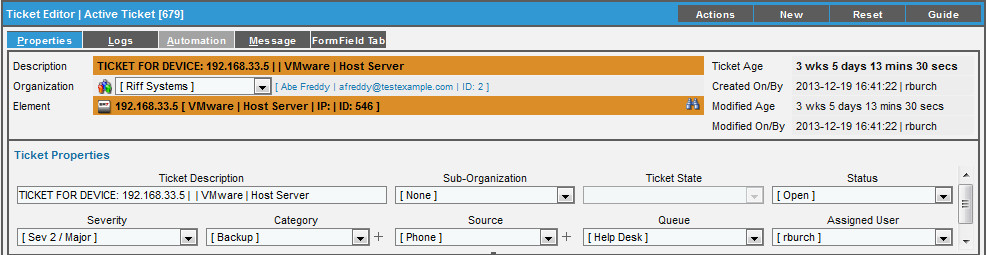 Ticket Editor | Active Ticket [679] Actions New Reset Guide
Properties Logs Automation Message FormField Tab
Description TICKET FOR DEVICE: 192.168.33.5 | | VMware | Host Server Ticket Age 3 wks 5 days 13 mins 30 secs
Organization [ Riff Systems ] [ Abe Freddy | afreddy@testexample.com | ID: 2 ] Created On/By 2013-12-19 16:41:22 | rburch
Element 192.168.33.5 [ VMware | Host Server | IP: | ID: 546 ] Modified Age 3 wks 5 days 13 mins 30 secs
Modified On/By 2013-12-19 16:41:22 | rburch
Ticket Properties
Ticket Description Sub-Organization Ticket State Status
TICKET FOR DEVICE: 192.168.33.5 | | VMware | Host Server [ None ] [ Open ]
Severity Category Source Queue Assigned User
[ Sev 2 / Major ] [ Backup ] + [ Phone ] + [ Help Desk ] [ rburch ]